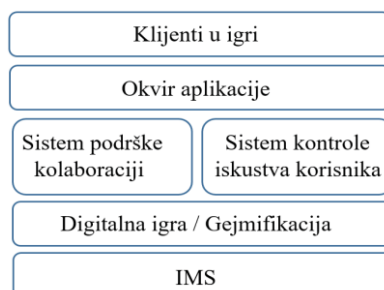 Klijenti u igri
Okvir aplikacije
Sistem podrške
kolaboraciji
Sistem kontrole
iskustva korisnika
Digitalna igra / Gejmifikacija
IMS